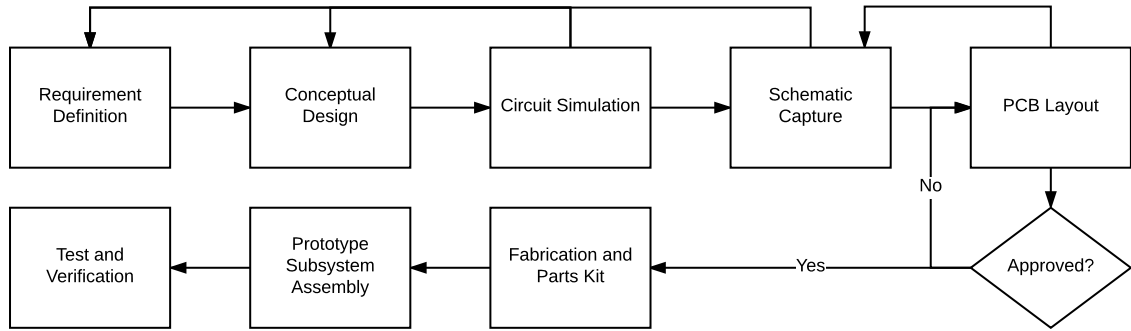 Requirement
Definition
Conceptual
Design
Circuit Simulation
Schematic
Capture
PCB Layout
No
Test and
Verification
Prototype
Subsystem
Assembly
Fabrication and
Parts Kit
Yes
Approved?